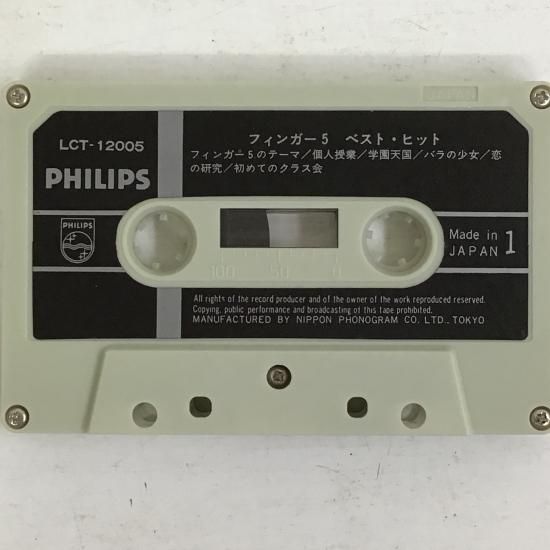 LCT-12005
フィンガー5 ベスト・ヒット
フィンガー5のテーマ/個人授業/学園天国/バラの少女/恋
の研究/初めてのクラス会
PHILIPS
PHILIPS
Made in
JAPAN
1
100 50 0
All rights of the record producer and of the owner of the work reproduced reserved.
Copying, public performance and broadcasting of this tape prohibited.
MANUFACTURED BY NIPPON PHONOGRAM CO. LTD., TOKYO